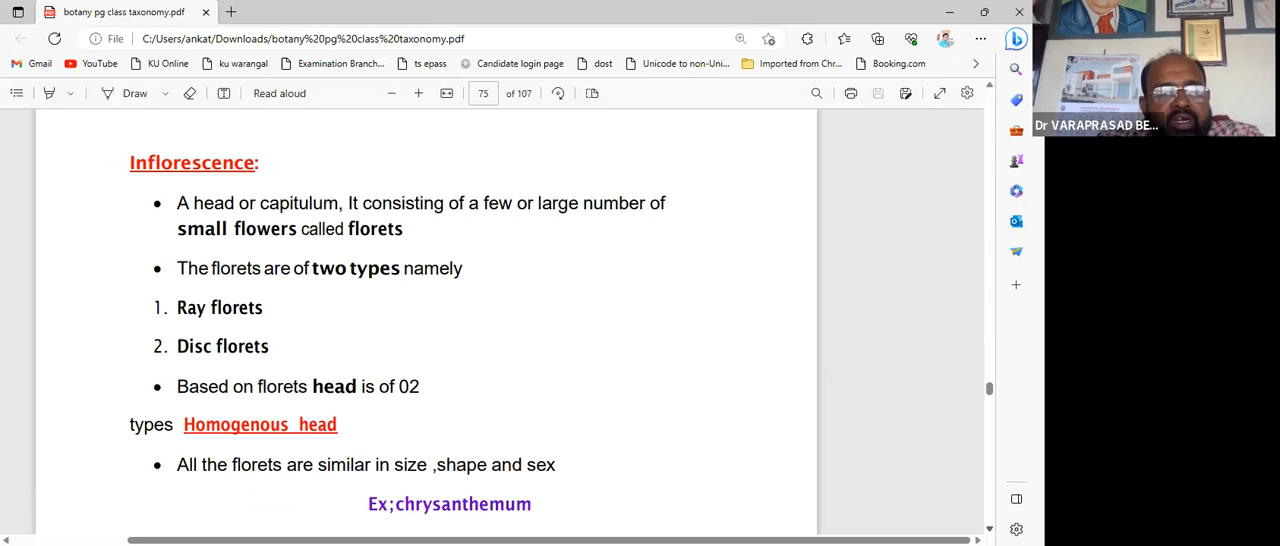 botany pg class taxonomy.pdf
File
C:/Users/ankat/Downloads/botany%20pg%20class%20taxonomy.pdf
Gmail YouTube KU Online ku warangal Examination Branch... ts epass Candidate login page dost Unicode to non-Uni... Imported from Chr... Booking.com
Draw Read aloud 75 of 107
Dr VARAPRASAD BE...
Inflorescence:
• A head or capitulum, It consisting of a few or large number of
small flowers called florets
• The florets are of two types namely
1. Ray florets
2. Disc florets
• Based on florets head is of 02
types Homogenous head
• All the florets are similar in size ,shape and sex
Ex;chrysanthemum